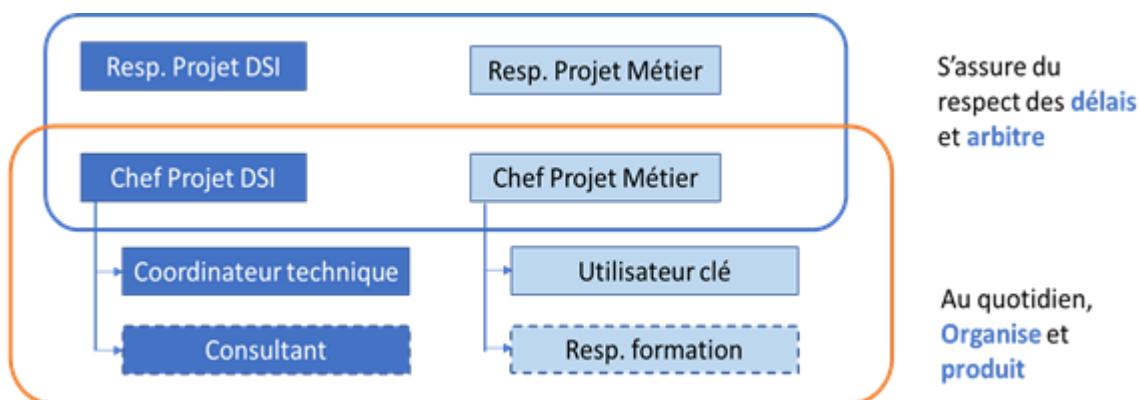 Resp. Projet DSI
Resp. Projet Métier
S’assure du
respect des délais
et arbitre
Chef Projet DSI
Chef Projet Métier
Coordinateur technique
Utilisateur clé
Consultant
Resp. formation
Au quotidien,
Organise et
produit